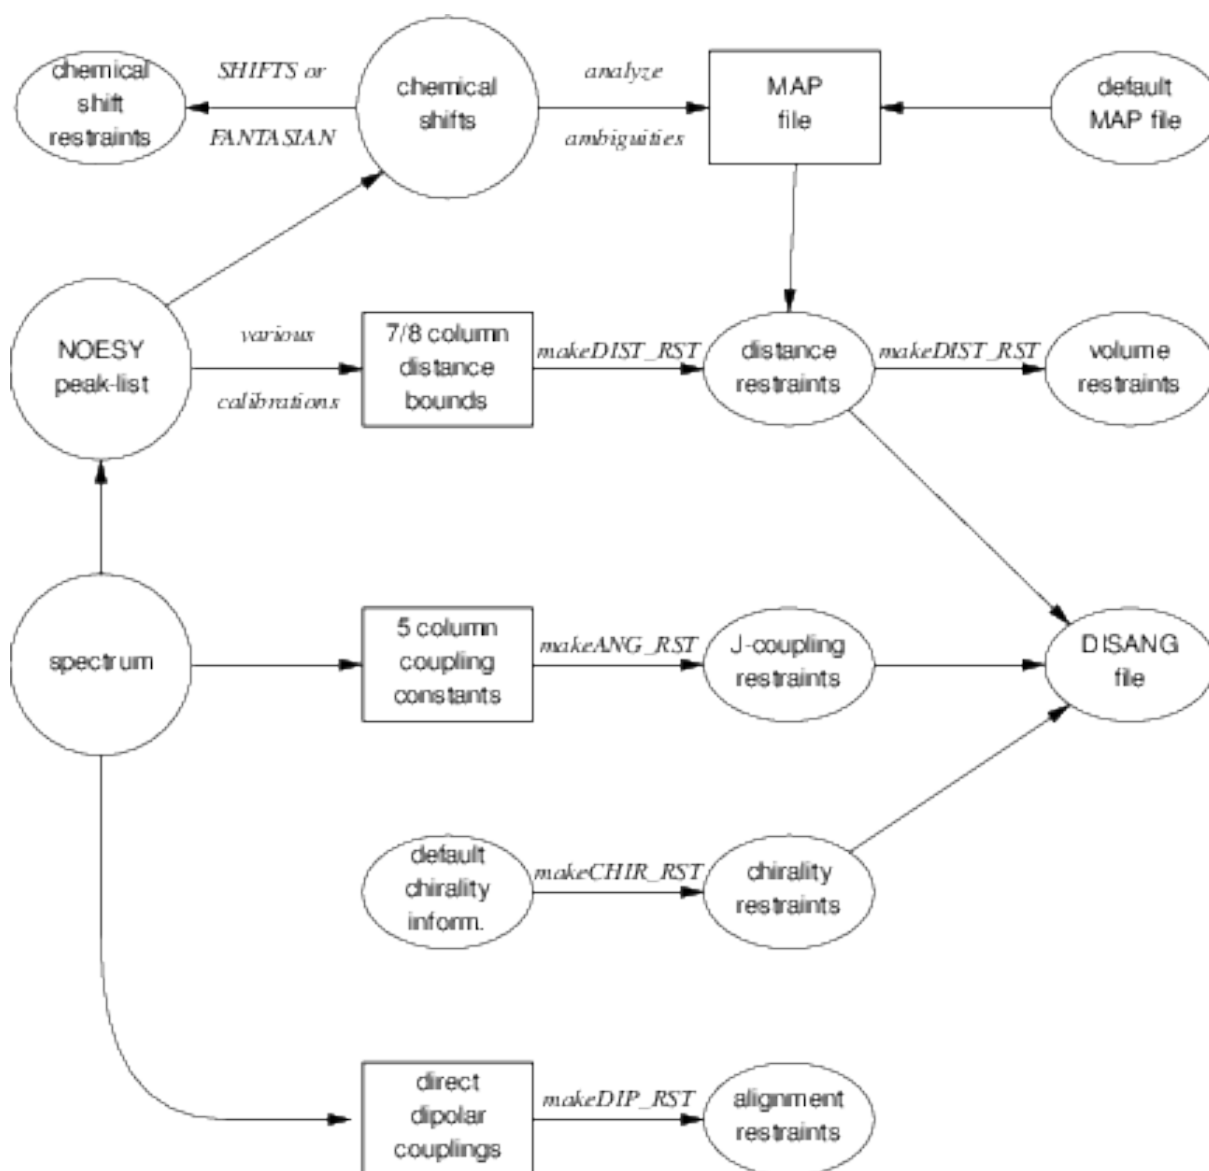 chemical
shift
restraints
SHIFTS or
FANTASIAN
chemical
shifts
analyze
ambiguities
MAP
file
default
MAP file
NOESY
peak-list
various
calibrations
7/8 column
distance
bounds
makeDIST_RST
distance
restraints
makeDIST_RST
volume
restraints
spectrum
5 column
coupling
constants
makeANG_RST
J-coupling
restraints
DISANG
file
default
chirality
inform.
makeCHIR_RST
chirality
restraints
direct
dipolar
couplings
makeDIP_RST
alignment
restraints